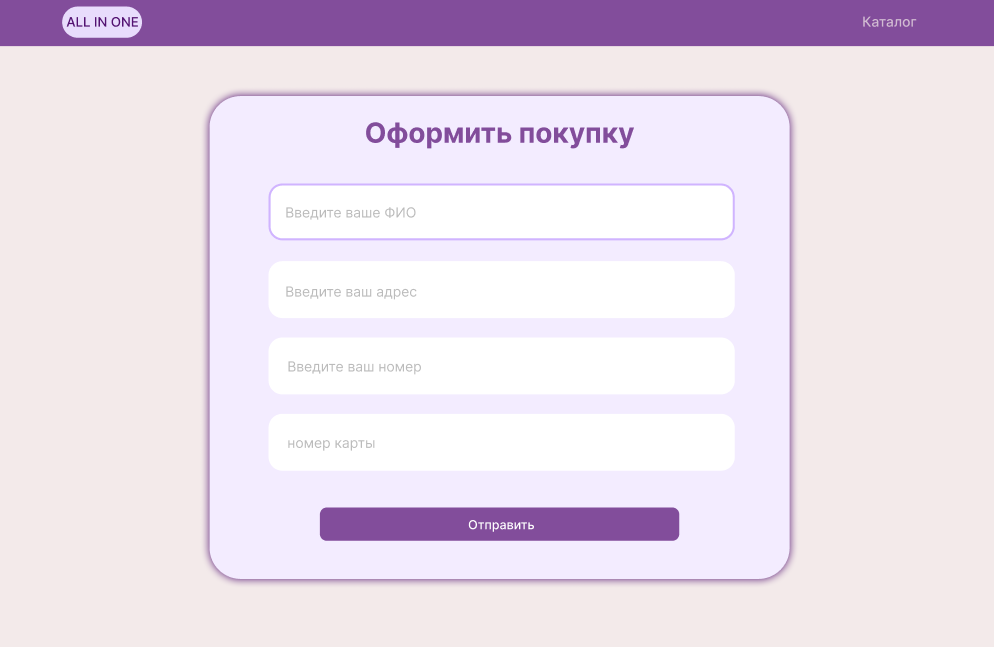 ALL IN ONE
Каталог
Оформить покупку
Введите ваше ФИО
Введите ваш адрес
Введите ваш номер
номер карты
Отправить